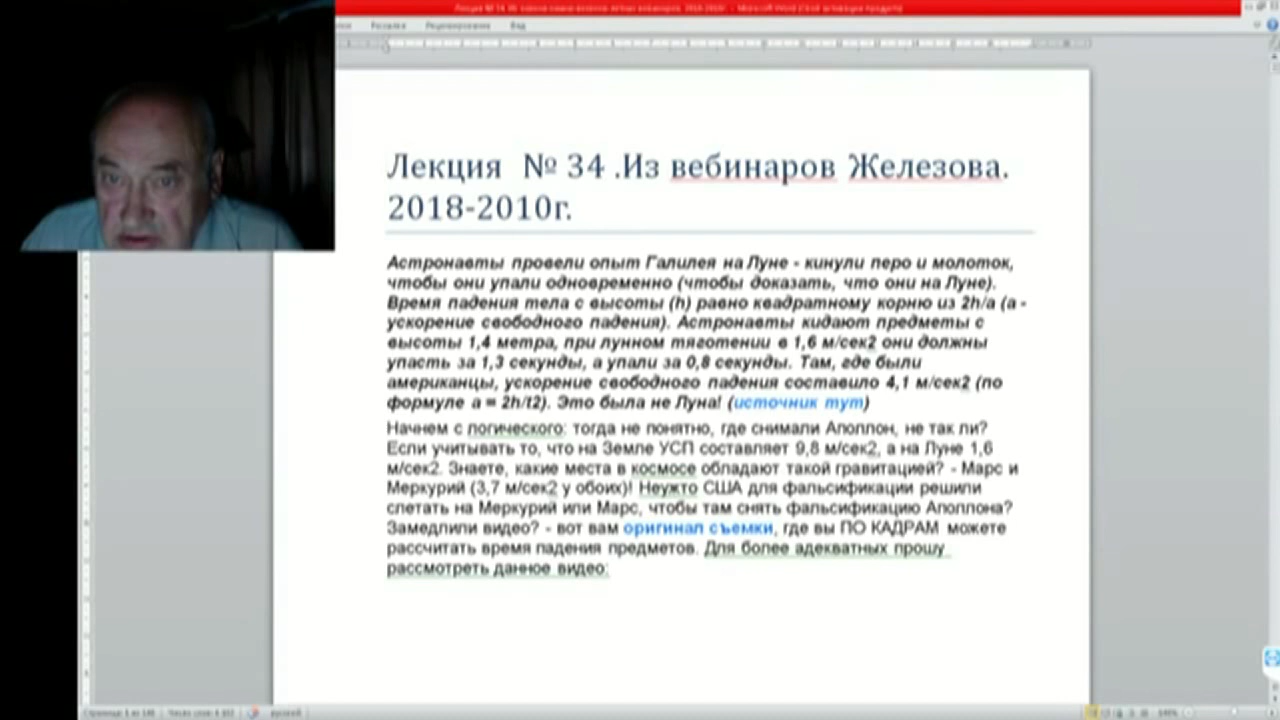 Рецензирование Вид
Лекция № 34 .Из вебинаров Железова.
2018-2010г.
Астронавты провели опыт Галилея на Луне - кинули перо и молоток,
чтобы они упали одновременно (чтобы доказать, что они на Луне).
Время падения тела с высоты (h) равно квадратному корню из 2h/a (a -
ускорение свободного падения). Астронавты кидают предметы с
высоты 1,4 метра, при лунном тяготении в 1,6 м/сек2 они должны
упасть за 1,3 секунды, а упали за 0,8 секунды. Там, где были
американцы, ускорение свободного падения составило 4,1 м/сек2 (по
формуле a = 2h/t2). Это была не Луна! (источник тут)
Начнем с логического: тогда не понятно, где снимали Аполлон, не так ли?
Если учитывать то, что на Земле УСП составляет 9,8 м/сек2, а на Луне 1,6
м/сек2. Знаете, какие места в космосе обладают такой гравитацией? - Марс и
Меркурий (3,7 м/сек2 у обоих)! Неужто США для фальсификации решили
слетать на Меркурий или Марс, чтобы там снять фальсификацию Аполлона?
Замедлили видео? - вот вам оригинал съемки, где вы ПО КАДРАМ можете
рассчитать время падения предметов. Для более адекватных прошу
рассмотреть данное видео:
русский